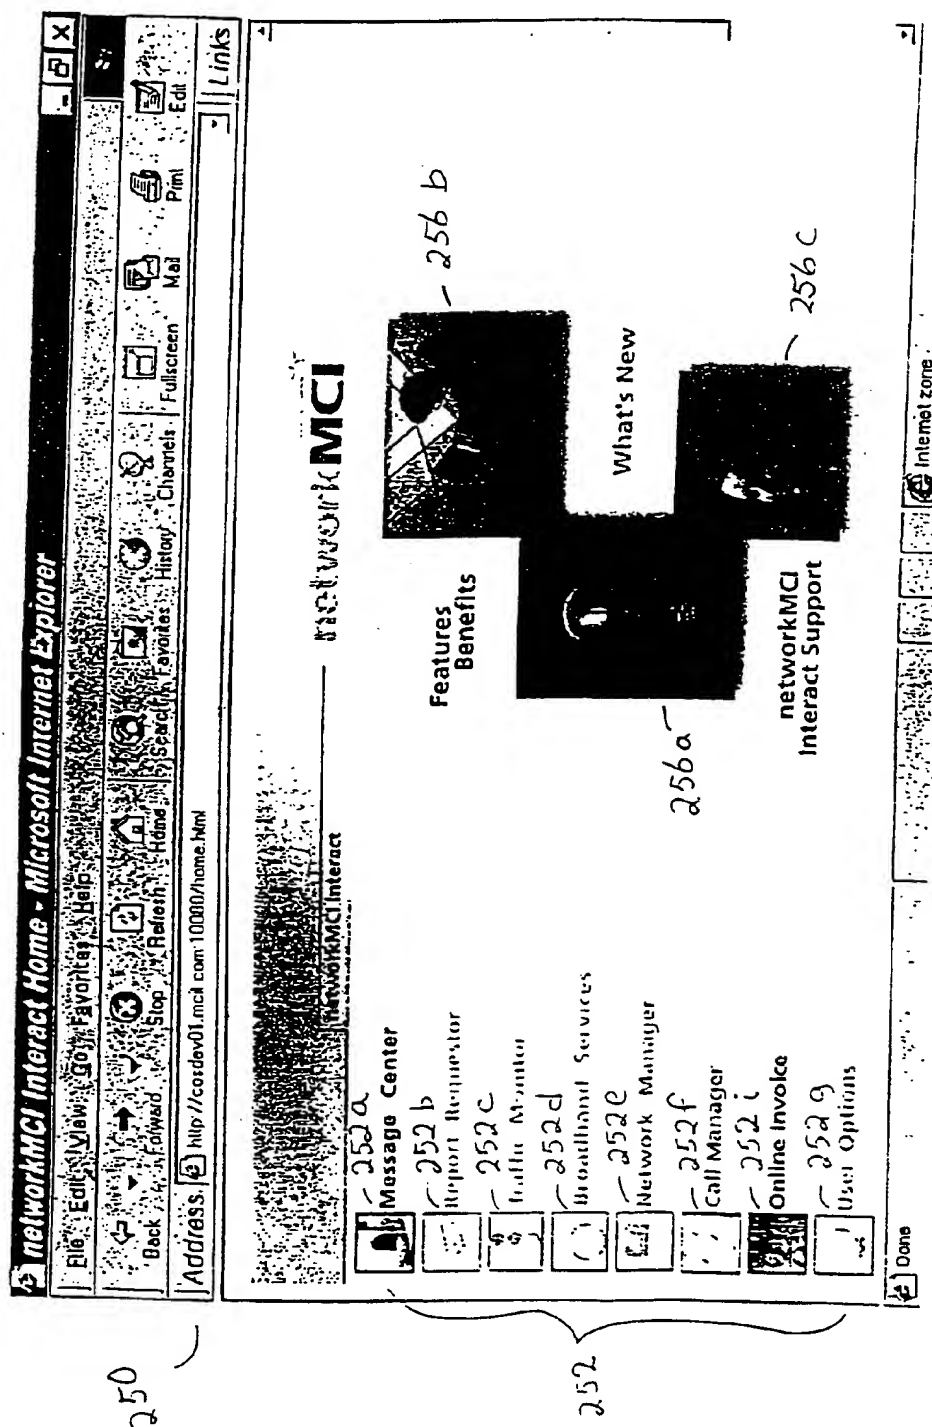 networkMCI Interact Home - Microsoft Internet Explorer
File Edit View Go Favorites Help
Back Forward Stop Refresh Home Search Favorites History Channels Fullscreen Mail Print Edit
Address http://cordev01.mcit.com:10080/home.html Links
networkMCI
networkMCI Interact
252a
Message Center
252b
Report Requestor
252c
Traffic Monitor
252d
Broadband Services
252e
Network Manager
252f
Call Manager
252i
Online Invoice
252g
User Options
Features
Benefits
256b
256a
What's New
networkMCI
Interact Support
256c
Done
Internet zone
250
252